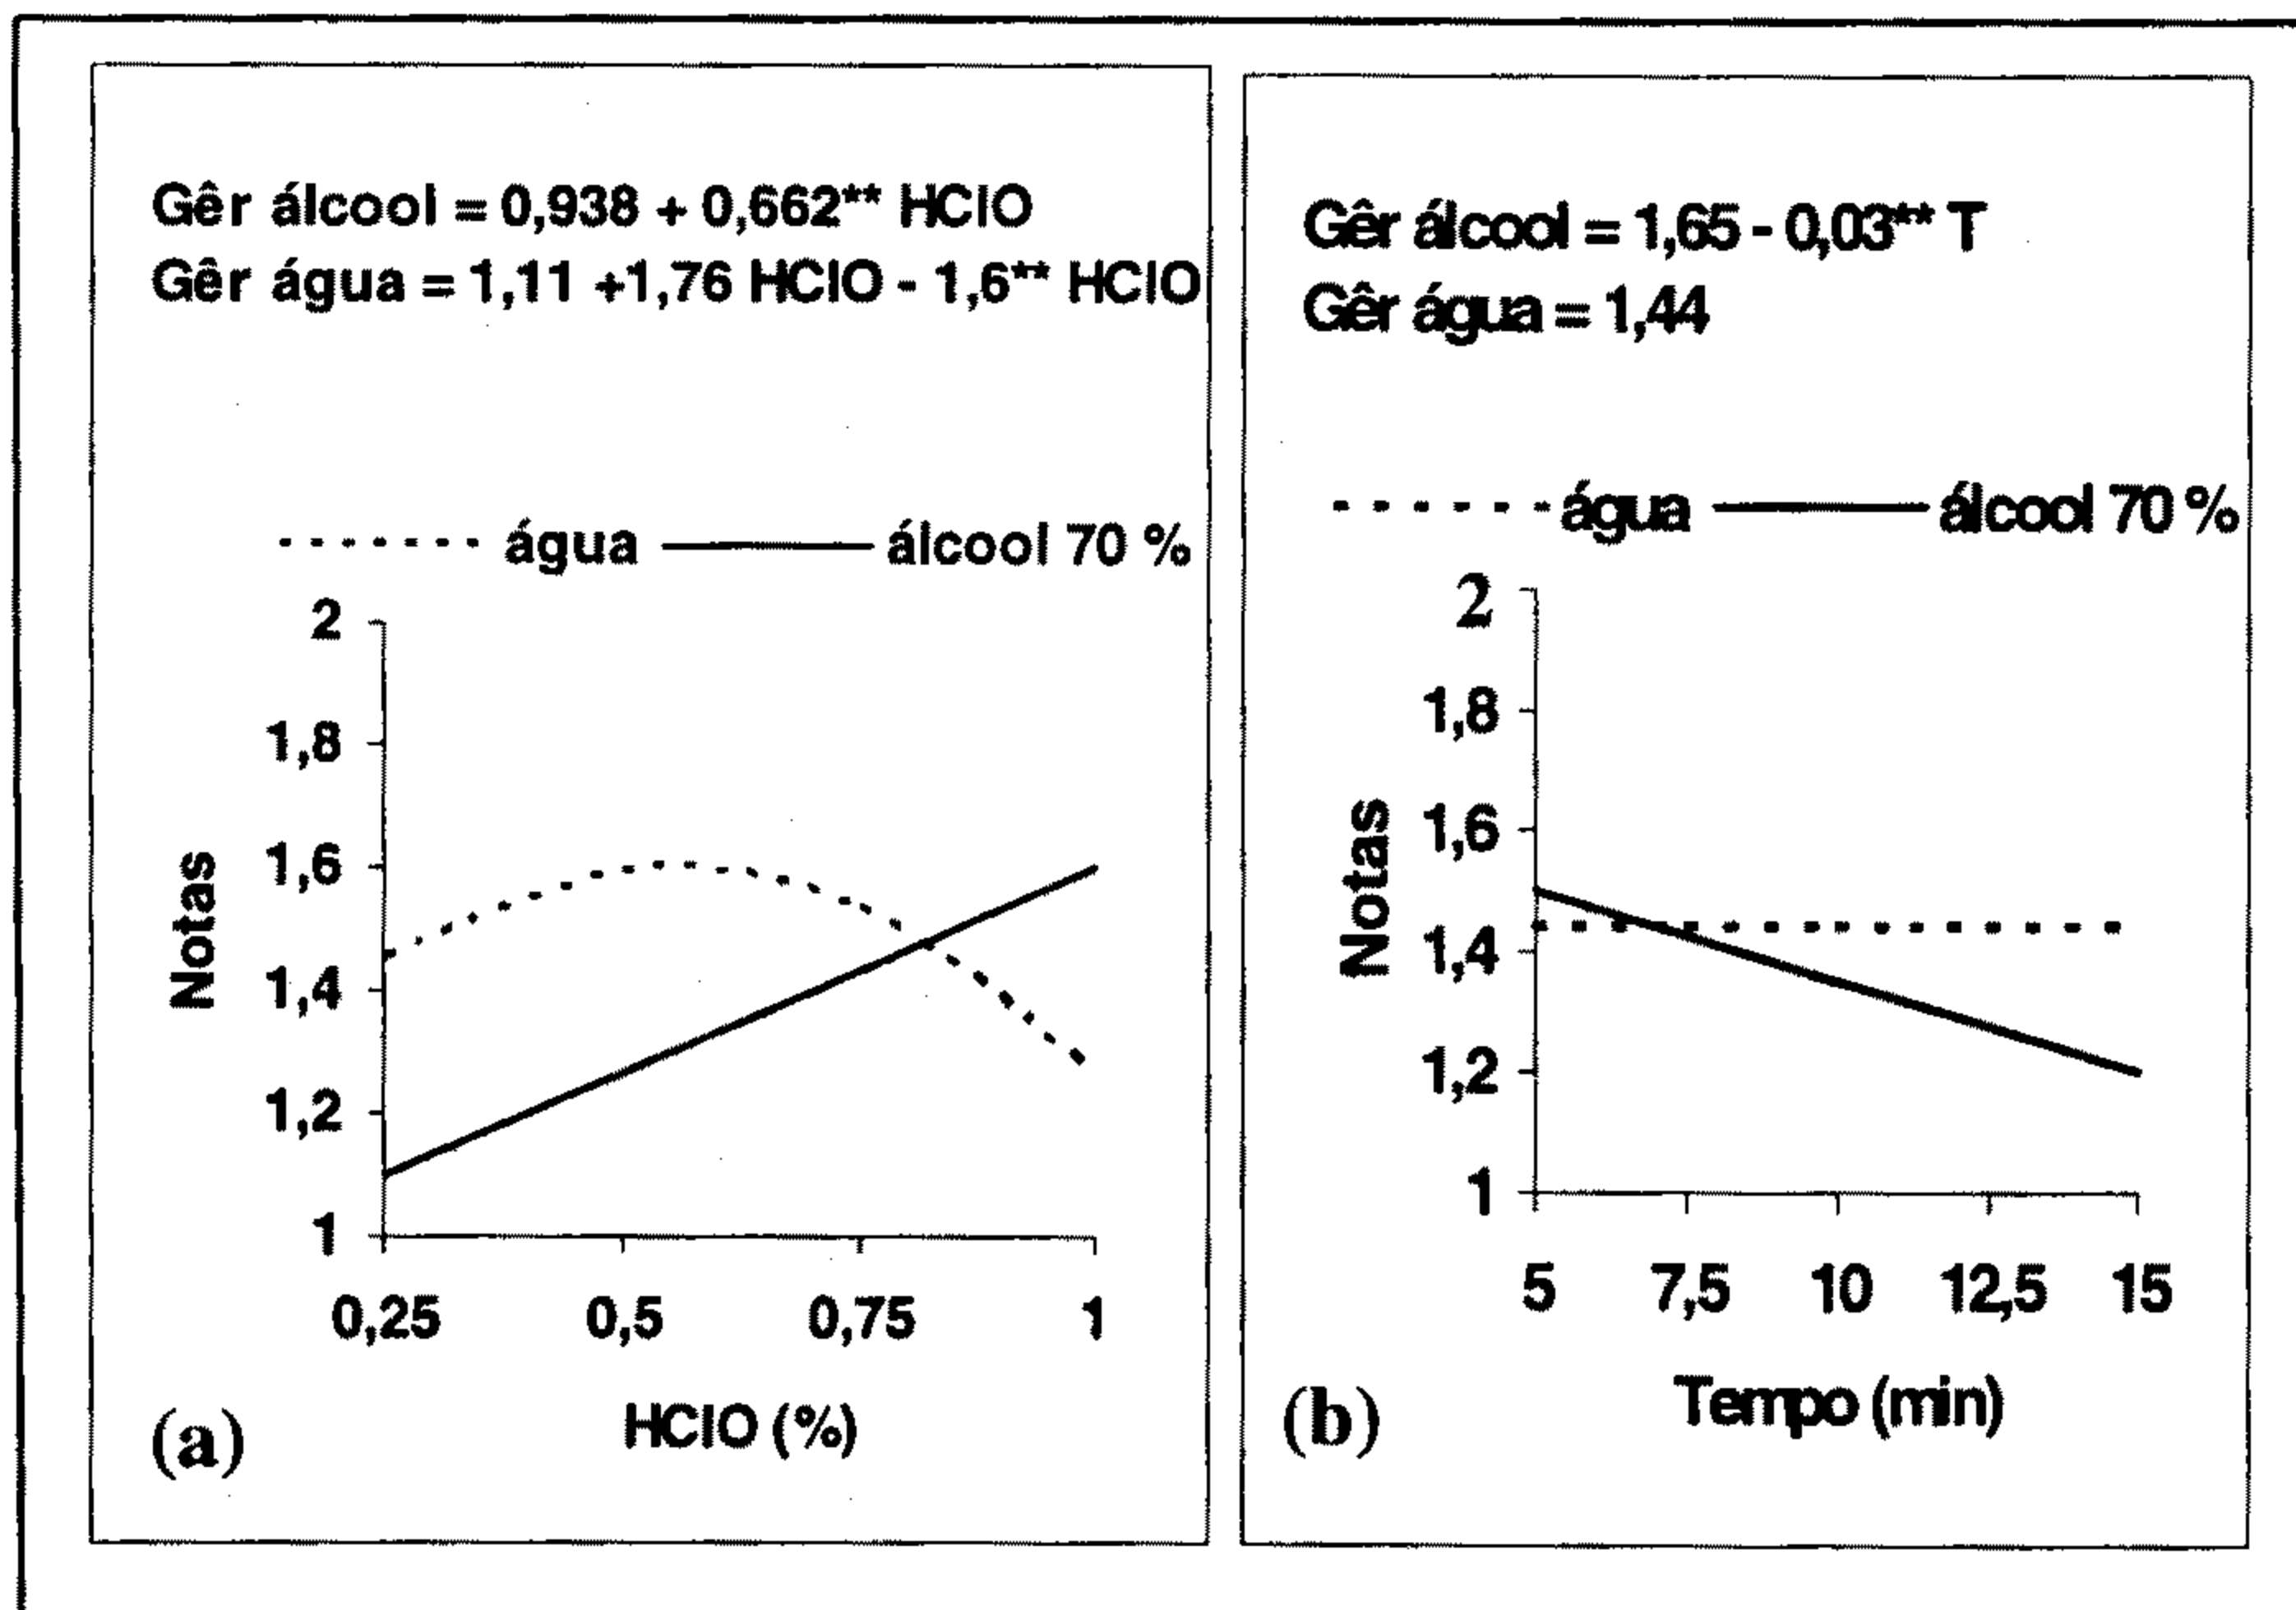 Gêr álcool = 0,938 + 0,662** HClO
Gêr água = 1,11 +1,76 HClO - 1,6** HClO
água álcool 70 %
2
1,8
1,6
1,4
1,2
1
Notas
0,25 0,5 0,75 1
HClO (%)
(a)
Gêr álcool = 1,65 - 0,03** T
Gêr água = 1,44
água álcool 70 %
2
1,8
1,6
1,4
1,2
1
Notas
5 7,5 10 12,5 15
Tempo (min)
(b)